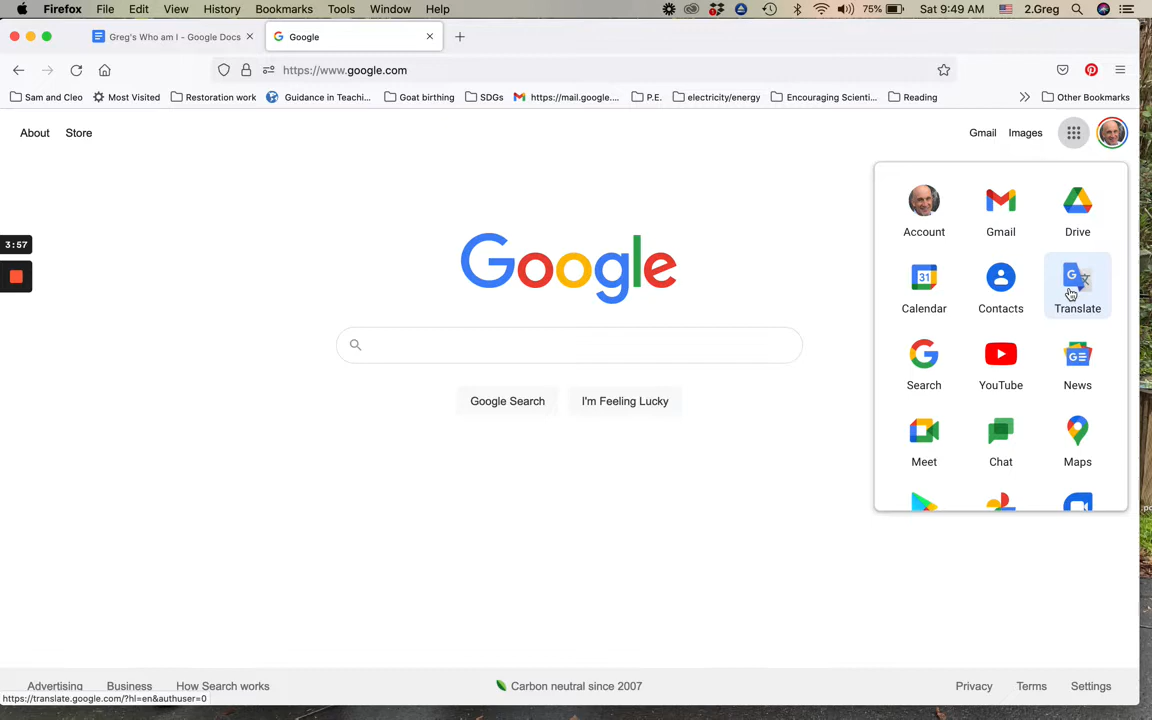 Firefox File Edit View History Bookmarks Tools Window Help 75% Sat 9:49 AM 2.Greg
Greg's Who am I - Google Docs Google
https://www.google.com
Sam and Cleo Most Visited Restoration work Guidance in Teachi... Goat birthing SDGs https://mail.google.... P.E. electricity/energy Encouraging Scienti... Reading Other Bookmarks
About Store Gmail Images
Account Gmail Drive
3:57
Google
31
Calendar Contacts Translate
Search YouTube News
Google Search I'm Feeling Lucky
Meet Chat Maps
Advertising Business How Search works Carbon neutral since 2007 Privacy Terms Settings
https://translate.google.com/?hl=en&authuser=0